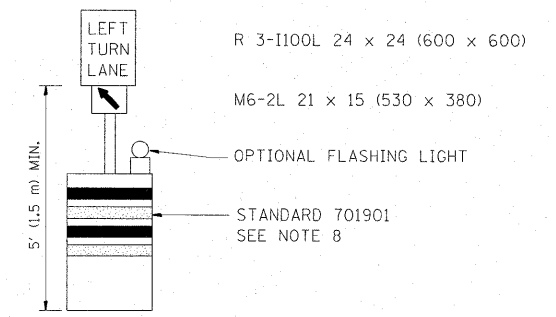 LEFT
TURN
LANE
R 3-I100L 24 x 24 (600 x 600)
M6-2L 21 x 15 (530 x 380)
OPTIONAL FLASHING LIGHT
STANDARD 701901
SEE NOTE 8
5' (1.5 m) MIN.